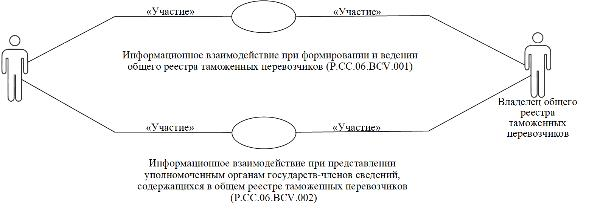 «Участие» «Участие»
Информационное взаимодействие при формировании и ведении
общего реестра таможенных перевозчиков (P.CC.06.BCV.001)
Владелец общего
реестра
таможенных
перевозчиков
«Участие» «Участие»
Информационное взаимодействие при представлении
уполномоченным органам государств-членов сведений,
содержащихся в общем реестре таможенных перевозчиков
(P.CC.06.BCV.002)